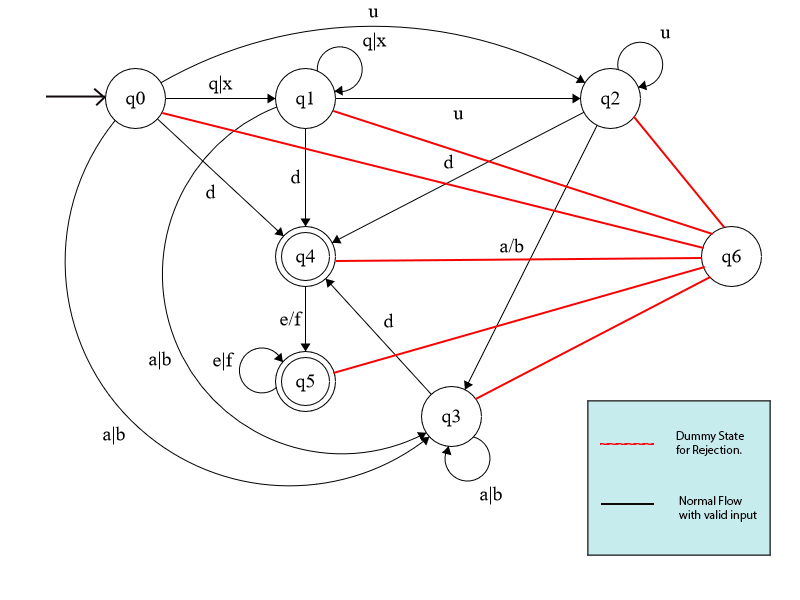 u
u
q|x
q|x
q0
q1
q2
u
d
d
d
a/b
q4
q6
e/f
d
a|b
e|f
q5
q3
a|b
a|b
Dummy State
for Rejection.
Normal Flow
with valid input